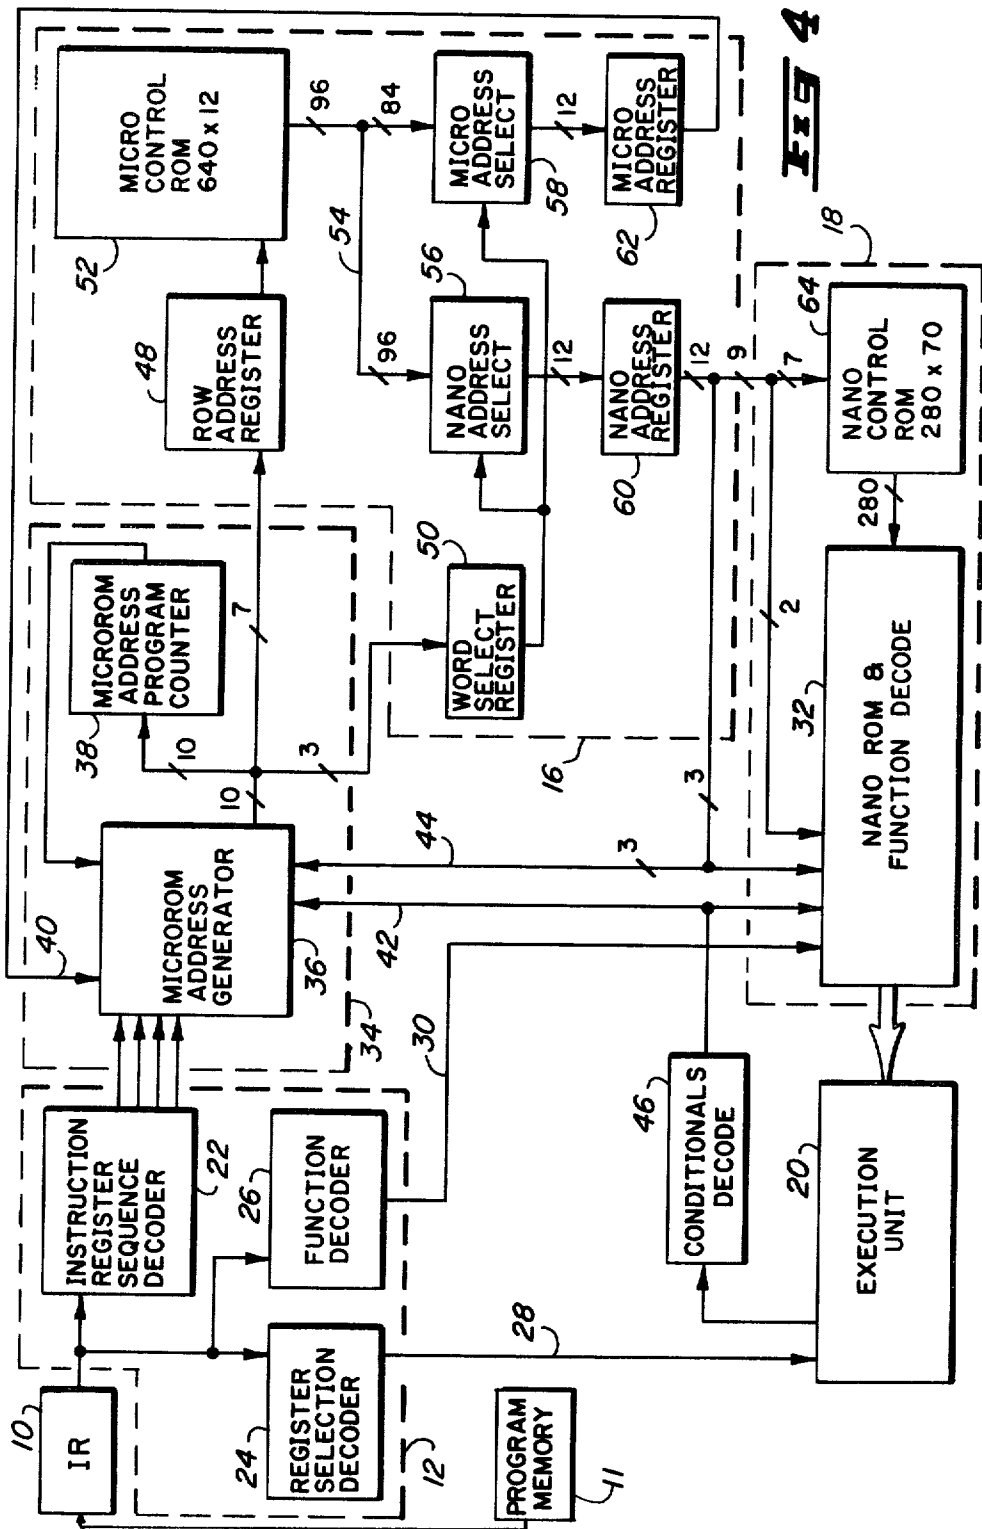 Fig 4
10
IR
PROGRAM
MEMORY
11
12
INSTRUCTION
REGISTER
SEQUENCE
DECODER
22
24
REGISTER
SELECTION
DECODER
26
FUNCTION
DECODER
28
30
34
40
MICROROM
ADDRESS
GENERATOR
36
42
44
3
10
10
3
7
38
MICROROM
ADDRESS
PROGRAM
COUNTER
48
ROW
ADDRESS
REGISTER
52
MICRO
CONTROL
ROM
640 x 12
96
84
54
96
50
WORD
SELECT
REGISTER
56
NANO
ADDRESS
SELECT
MICRO
ADDRESS
SELECT
58
12
12
60
NANO
ADDRESS
REGISTER
62
MICRO
ADDRESS
REGISTER
16
12
9
7
3
2
18
64
NANO
CONTROL
ROM
280 x 70
280
32
NANO ROM &
FUNCTION DECODE
46
CONDITIONALS
DECODE
20
EXECUTION
UNIT